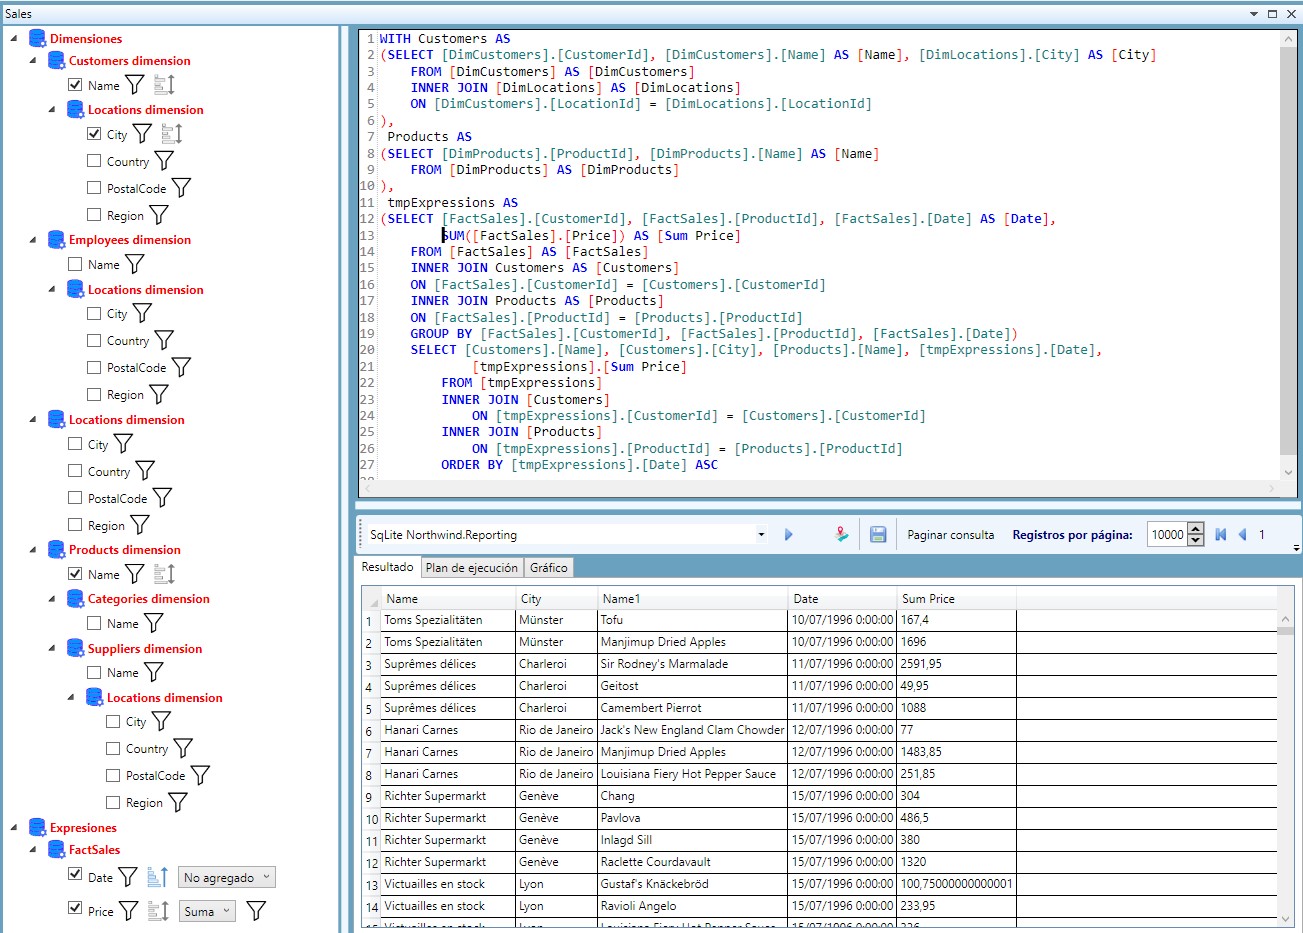 Sales
Dimensiones
Customers dimension
Name
Locations dimension
City
Country
PostalCode
Region
Employees dimension
Name
Locations dimension
City
Country
PostalCode
Region
Locations dimension
City
Country
PostalCode
Region
Products dimension
Name
Categories dimension
Name
Suppliers dimension
Name
Locations dimension
City
Country
PostalCode
Region
Expresiones
FactSales
Date No agregado
Price Suma
1 WITH Customers AS
2 (SELECT [DimCustomers].[CustomerId], [DimCustomers].[Name] AS [Name], [DimLocations].[City] AS [City]
3 FROM [DimCustomers] AS [DimCustomers]
4 INNER JOIN [DimLocations] AS [DimLocations]
5 ON [DimCustomers].[LocationId] = [DimLocations].[LocationId]
6 ),
7 Products AS
8 (SELECT [DimProducts].[ProductId], [DimProducts].[Name] AS [Name]
9 FROM [DimProducts] AS [DimProducts]
10 ),
11 tmpExpressions AS
12 (SELECT [FactSales].[CustomerId], [FactSales].[ProductId], [FactSales].[Date] AS [Date],
13 SUM([FactSales].[Price]) AS [Sum Price]
14 FROM [FactSales] AS [FactSales]
15 INNER JOIN Customers AS [Customers]
16 ON [FactSales].[CustomerId] = [Customers].[CustomerId]
17 INNER JOIN Products AS [Products]
18 ON [FactSales].[ProductId] = [Products].[ProductId]
19 GROUP BY [FactSales].[CustomerId], [FactSales].[ProductId], [FactSales].[Date])
20 SELECT [Customers].[Name], [Customers].[City], [Products].[Name], [tmpExpressions].[Date],
21 [tmpExpressions].[Sum Price]
22 FROM [tmpExpressions]
23 INNER JOIN [Customers]
24 ON [tmpExpressions].[CustomerId] = [Customers].[CustomerId]
25 INNER JOIN [Products]
26 ON [tmpExpressions].[ProductId] = [Products].[ProductId]
27 ORDER BY [tmpExpressions].[Date] ASC
SqLite Northwind.Reporting Paginar consulta Registros por página: 10000 1
Resultado Plan de ejecución Gráfico
Name City Name1 Date Sum Price
1 Toms Spezialitäten Münster Tofu 10/07/1996 0:00:00 167,4
2 Toms Spezialitäten Münster Manjimup Dried Apples 10/07/1996 0:00:00 1696
3 Suprêmes délices Charleroi Sir Rodney's Marmalade 11/07/1996 0:00:00 2591,95
4 Suprêmes délices Charleroi Geitost 11/07/1996 0:00:00 49,95
5 Suprêmes délices Charleroi Camembert Pierrot 11/07/1996 0:00:00 1088
6 Hanari Carnes Rio de Janeiro Jack's New England Clam Chowder 12/07/1996 0:00:00 77
7 Hanari Carnes Rio de Janeiro Manjimup Dried Apples 12/07/1996 0:00:00 1483,85
8 Hanari Carnes Rio de Janeiro Louisiana Fiery Hot Pepper Sauce 12/07/1996 0:00:00 251,85
9 Richter Supermarkt Genève Chang 15/07/1996 0:00:00 304
10 Richter Supermarkt Genève Pavlova 15/07/1996 0:00:00 486,5
11 Richter Supermarkt Genève Inlagd Sill 15/07/1996 0:00:00 380
12 Richter Supermarkt Genève Raclette Courdavault 15/07/1996 0:00:00 1320
13 Victuailles en stock Lyon Gustaf's Knäckebröd 15/07/1996 0:00:00 100,75000000000001
14 Victuailles en stock Lyon Ravioli Angelo 15/07/1996 0:00:00 233,95